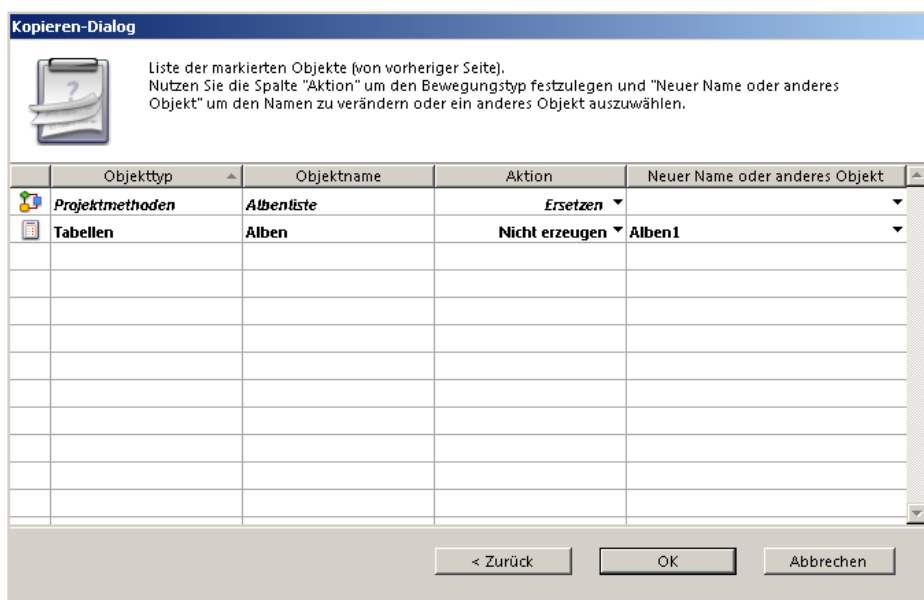 Kopieren-Dialog
Liste der markierten Objekte (von vorheriger Seite).
Nutzen Sie die Spalte "Aktion" um den Bewegungstyp festzulegen und "Neuer Name oder anderes
Objekt" um den Namen zu verändern oder ein anderes Objekt auszuwählen.
Objekttyp Objektname Aktion Neuer Name oder anderes Objekt
Projektmethoden Albenliste Ersetzen
Tabellen Alben Nicht erzeugen Alben1
< Zurück OK Abbrechen